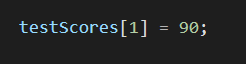 testScores[1] = 90;